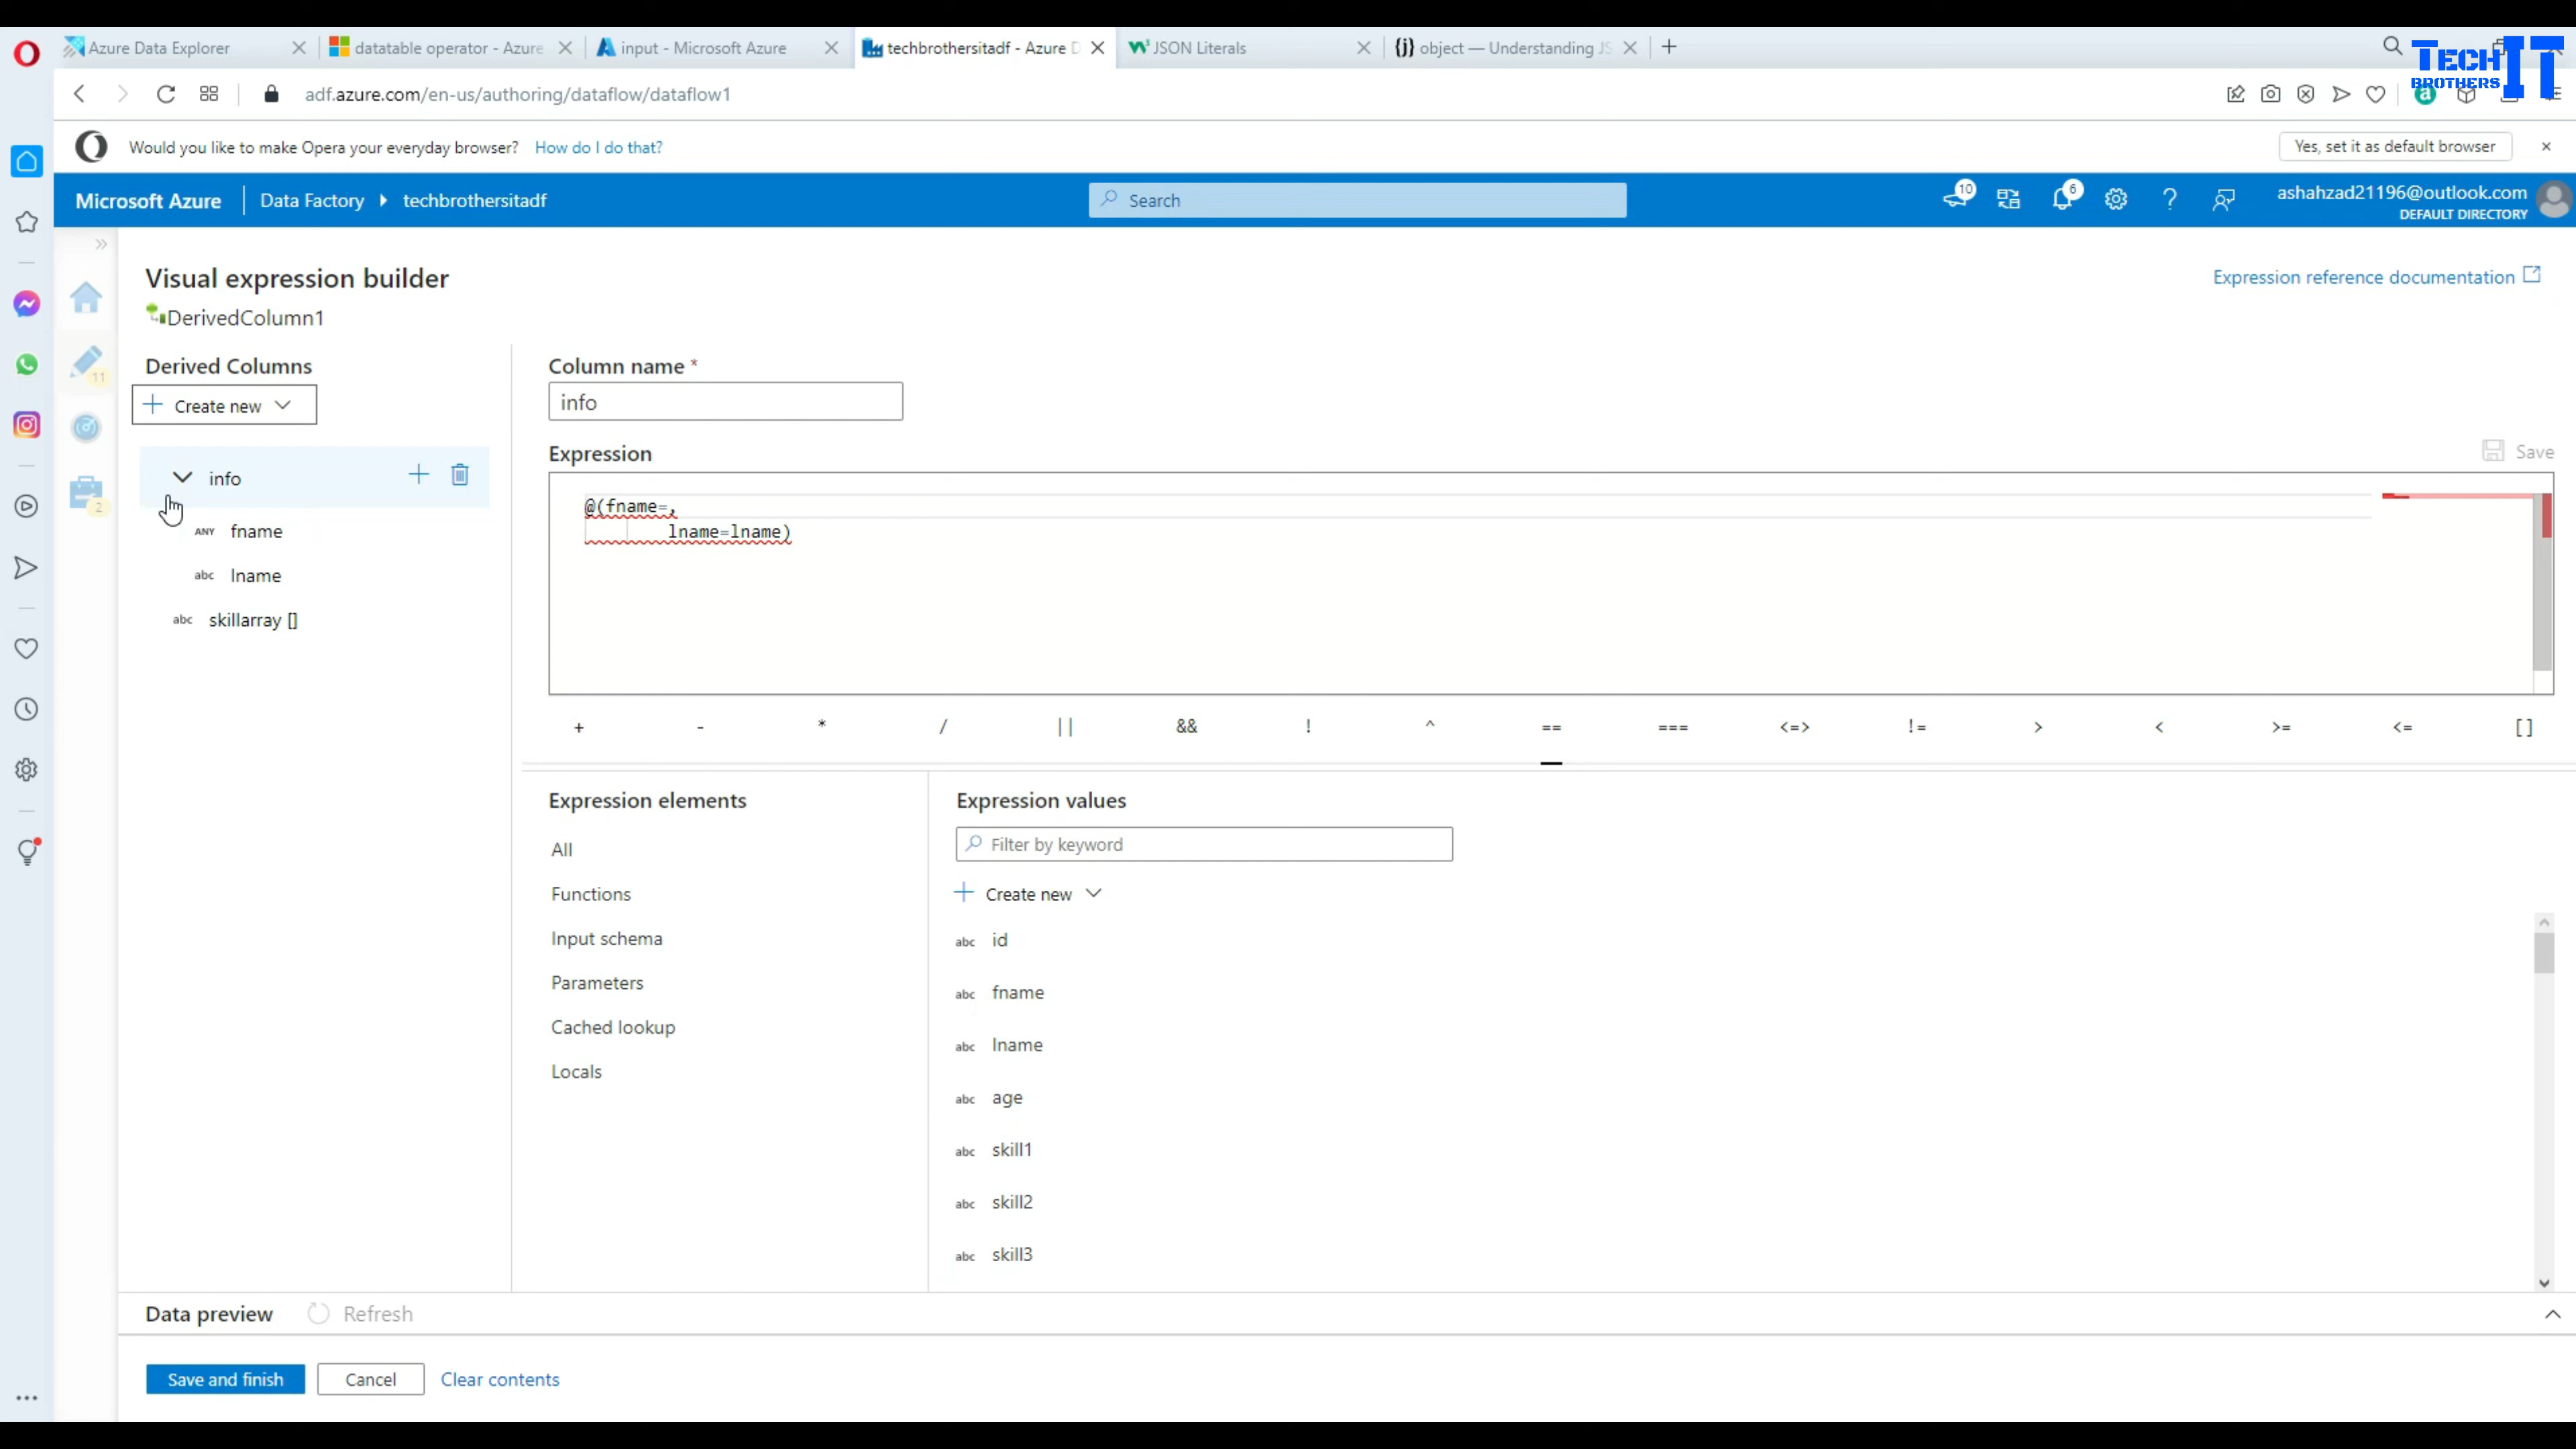 Azure Data Explorer
datatable operator - Azure
input - Microsoft Azure
techbrothersitadf - Azure D
JSON Literals
object — Understanding JS
TECH IT
BROTHERS
adf.azure.com/en-us/authoring/dataflow/dataflow1
Would you like to make Opera your everyday browser? How do I do that?
Yes, set it as default browser
Microsoft Azure
Data Factory
techbrothersitadf
Search
10
6
ashahzad21196@outlook.com
DEFAULT DIRECTORY
Visual expression builder
Expression reference documentation
DerivedColumn1
Derived Columns
Column name *
11
Create new
info
Expression
Save
info
2
@(fname=,
lname=lname)
ANY fname
abc lname
abc skillarray []
+ - * / || && ! ^ == === <=> != > < >= <= []
Expression elements
Expression values
All
Filter by keyword
Functions
Create new
Input schema
abc id
Parameters
abc fname
Cached lookup
abc lname
Locals
abc age
abc skill1
abc skill2
abc skill3
Data preview
Refresh
Save and finish
Cancel
Clear contents